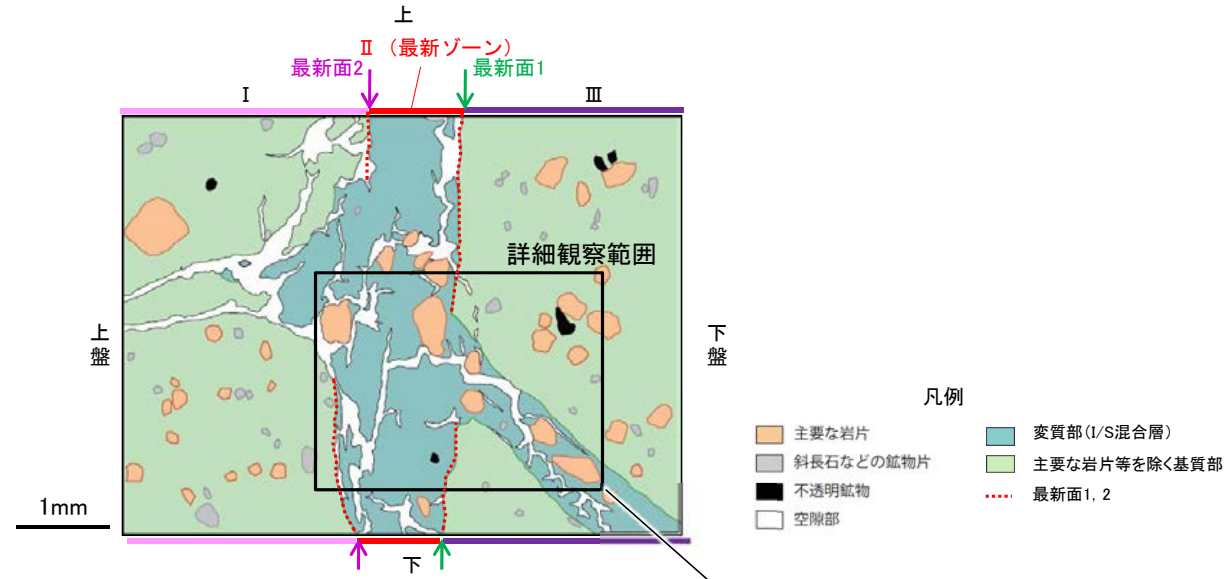 上
Ⅱ（最新ゾーン）
最新面2
最新面1
Ⅰ
Ⅲ
詳細観察範囲
上盤
下盤
1mm
下
凡例
主要な岩片
斜長石などの鉱物片
不透明鉱物
空隙部
変質部(I/S混合層)
主要な岩片等を除く基質部
最新面1, 2